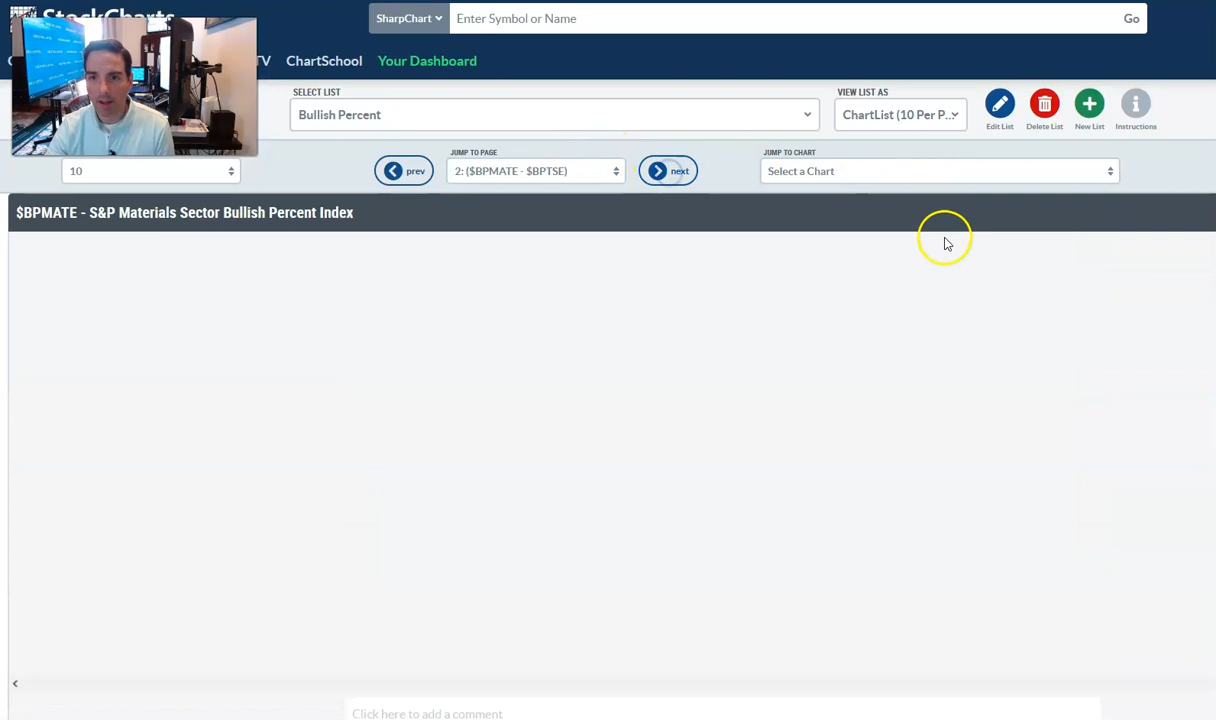 StockCharts
SharpChart
Enter Symbol or Name
Go
TV
ChartSchool
Your Dashboard
SELECT LIST
Bullish Percent
VIEW LIST AS
ChartList (10 Per P...
Edit List
Delete List
New List
Instructions
10
prev
JUMP TO PAGE
2: ($BPMATE - $BPTSE)
next
JUMP TO CHART
Select a Chart
$BPMATE - S&P Materials Sector Bullish Percent Index
Click here to add a comment